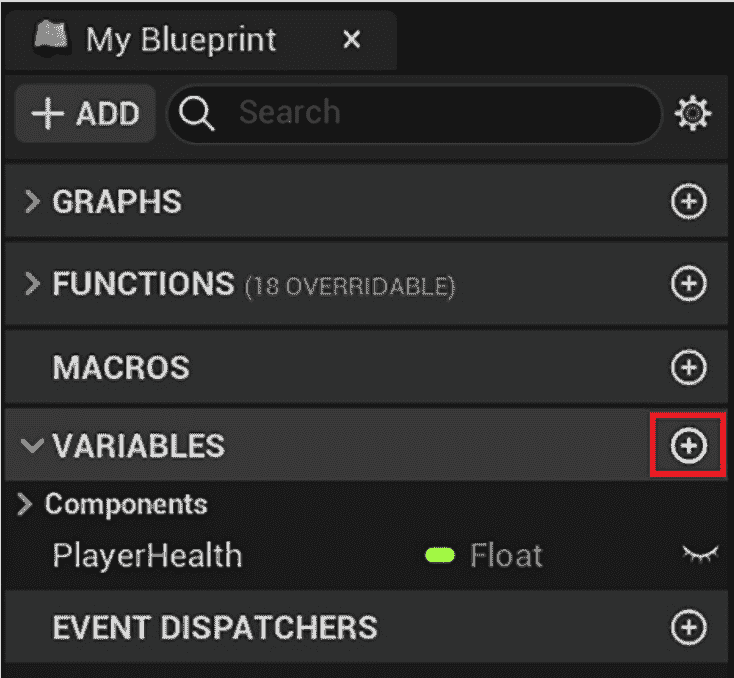 My Blueprint
ADD
Search
GRAPHS
FUNCTIONS (18 OVERRIDABLE)
MACROS
VARIABLES
Components
PlayerHealth Float
EVENT DISPATCHERS